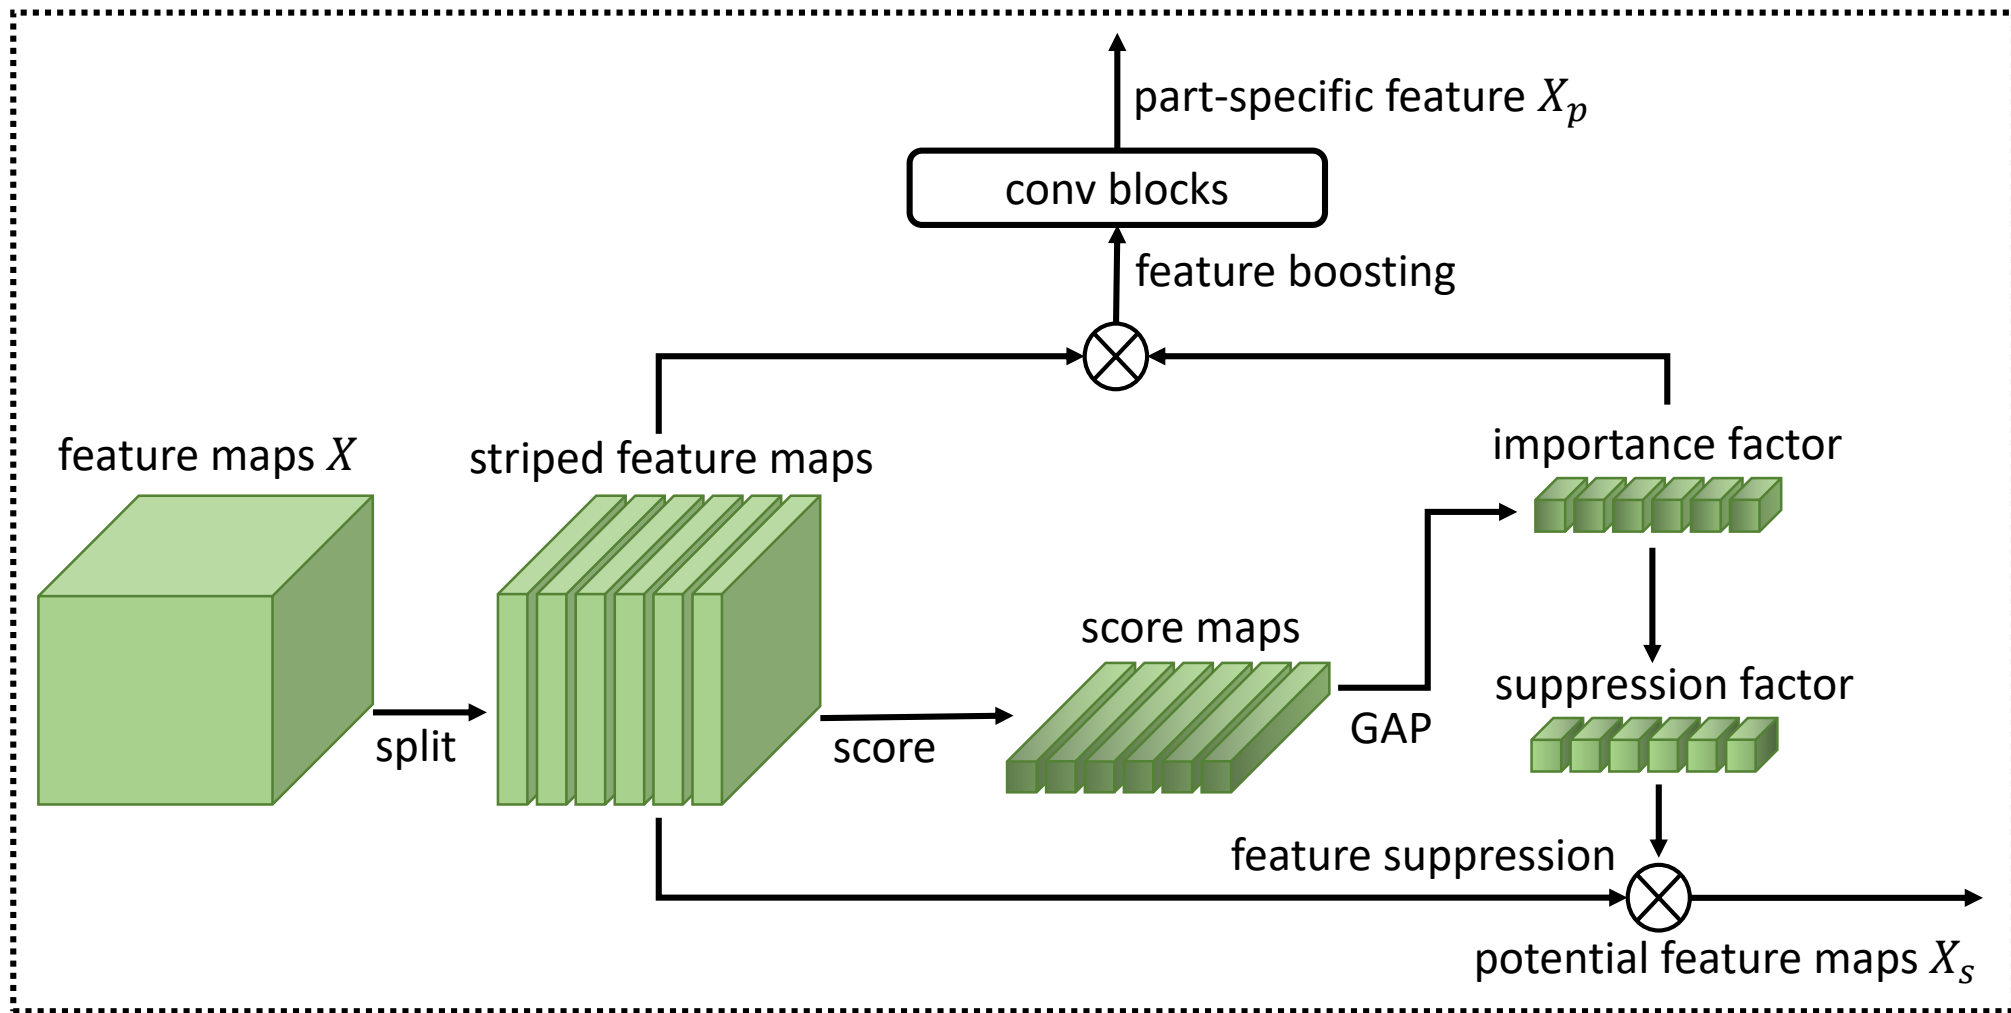 part-specific feature X_p
conv blocks
feature boosting
feature maps X
striped feature maps
importance factor
score maps
suppression factor
split
score
GAP
feature suppression
potential feature maps X_s